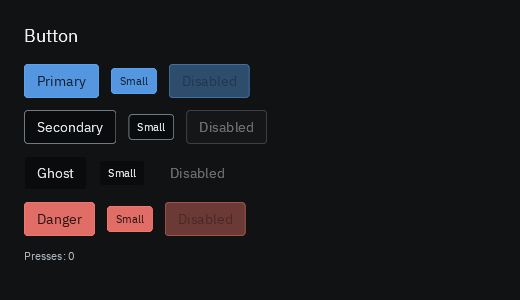 Button
Primary Small Disabled
Secondary Small Disabled
Ghost Small Disabled
Danger Small Disabled
Presses: 0